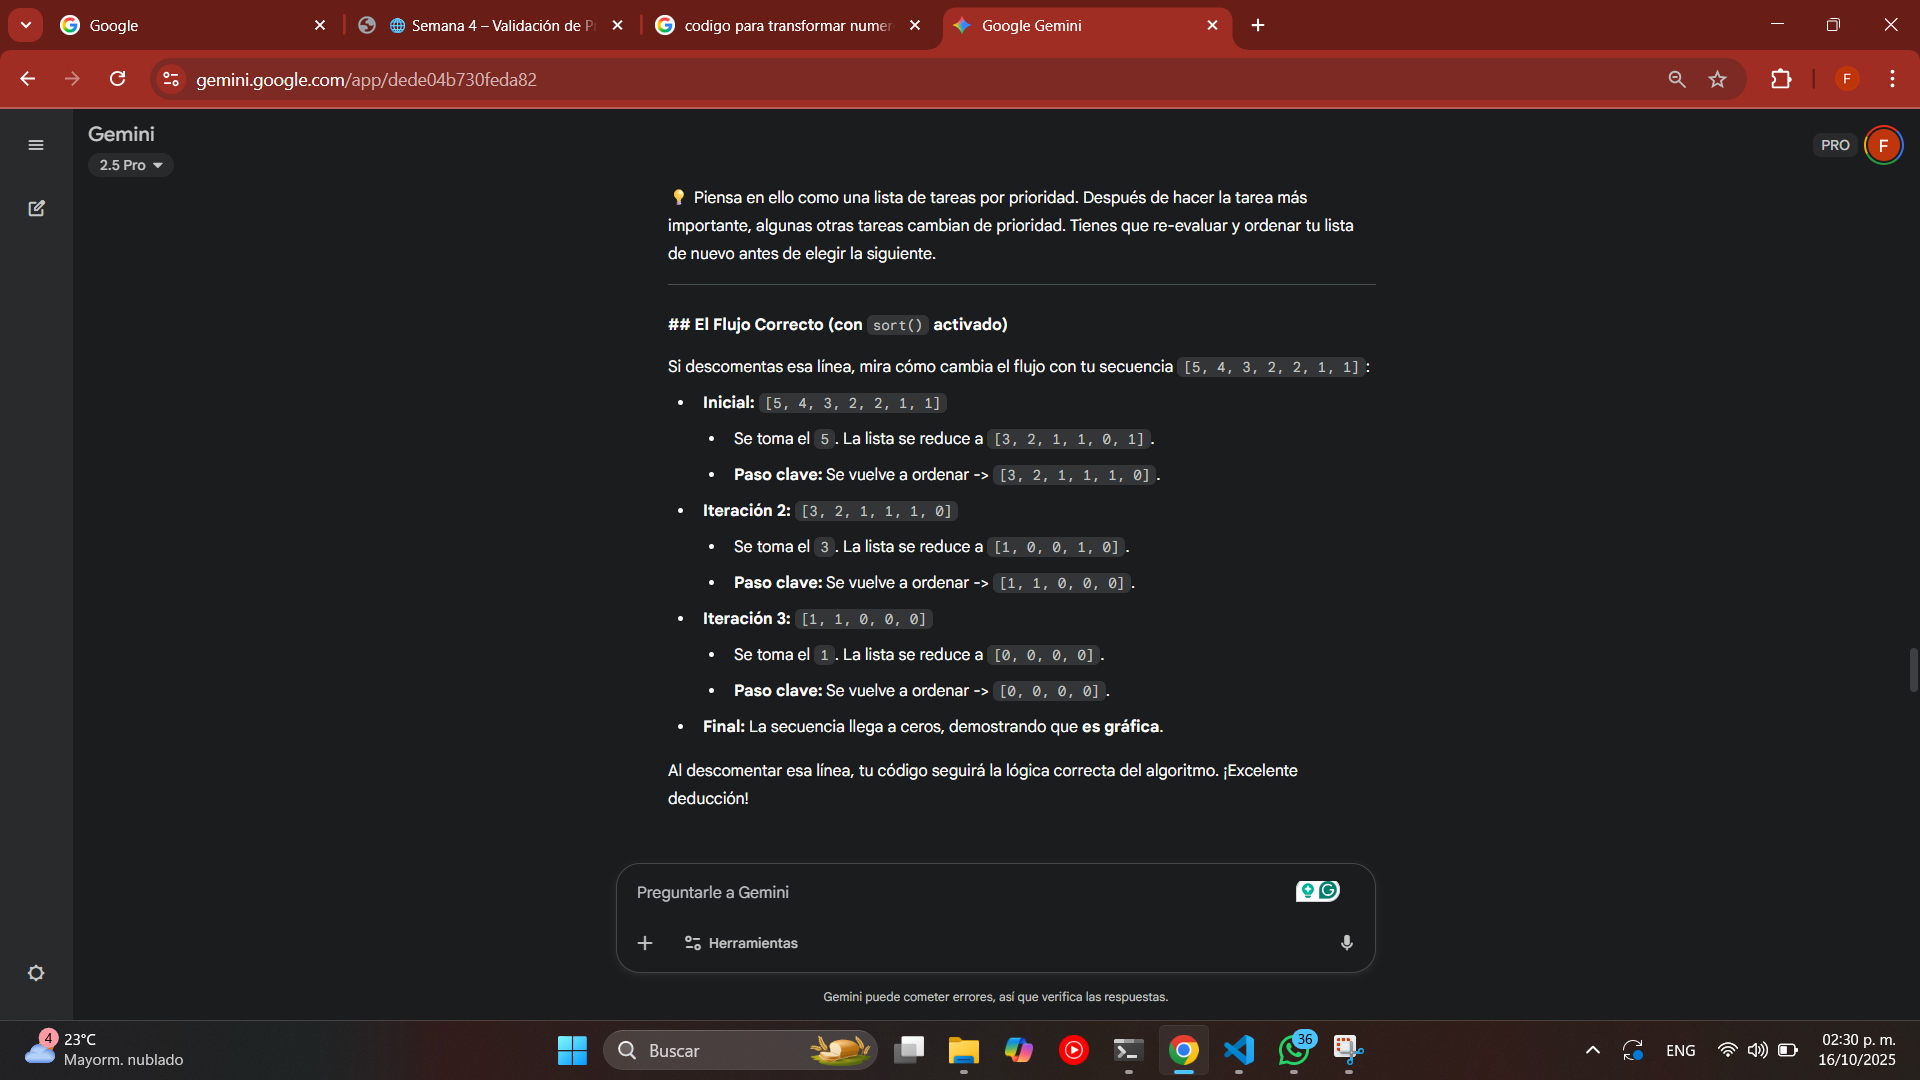 Google
Semana 4 – Validación de P
codigo para transformar numer
Google Gemini
gemini.google.com/app/dede04b730feda82
F
Gemini
2.5 Pro
PRO
F
Piensa en ello como una lista de tareas por prioridad. Después de hacer la tarea más
importante, algunas otras tareas cambian de prioridad. Tienes que re-evaluar y ordenar tu lista
de nuevo antes de elegir la siguiente.
## El Flujo Correcto (con sort() activado)
Si descomentas esa línea, mira cómo cambia el flujo con tu secuencia [5, 4, 3, 2, 2, 1, 1]:
• Inicial: [5, 4, 3, 2, 2, 1, 1]
• Se toma el 5. La lista se reduce a [3, 2, 1, 1, 0, 1].
• Paso clave: Se vuelve a ordenar -> [3, 2, 1, 1, 1, 0].
• Iteración 2: [3, 2, 1, 1, 1, 0]
• Se toma el 3. La lista se reduce a [1, 0, 0, 1, 0].
• Paso clave: Se vuelve a ordenar -> [1, 1, 0, 0, 0].
• Iteración 3: [1, 1, 0, 0, 0]
• Se toma el 1. La lista se reduce a [0, 0, 0, 0].
• Paso clave: Se vuelve a ordenar -> [0, 0, 0, 0].
• Final: La secuencia llega a ceros, demostrando que es gráfica.
Al descomentar esa línea, tu código seguirá la lógica correcta del algoritmo. ¡Excelente
deducción!
Preguntarle a Gemini
Herramientas
Gemini puede cometer errores, así que verifica las respuestas.
4
23°C
Mayorm. nublado
Buscar
36
ENG
02:30 p. m.
16/10/2025